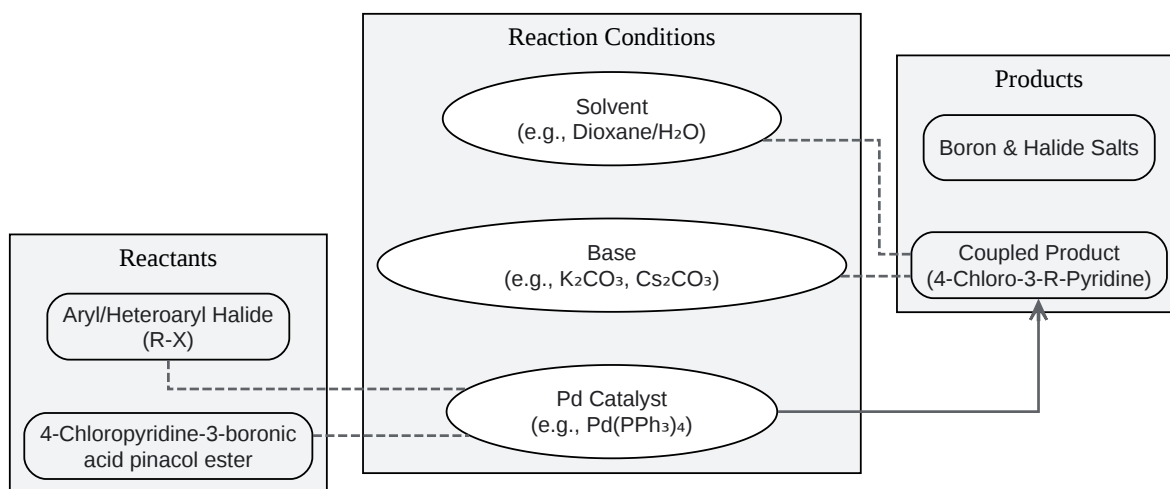 Reaction Conditions
Solvent
(e.g., Dioxane/H₂O)
Base
(e.g., K₂CO₃, Cs₂CO₃)
Pd Catalyst
(e.g., Pd(PPh₃)₄)
Products
Boron & Halide Salts
Coupled Product
(4-Chloro-3-R-Pyridine)
Reactants
Aryl/Heteroaryl Halide
(R-X)
4-Chloropyridine-3-boronic
acid pinacol ester